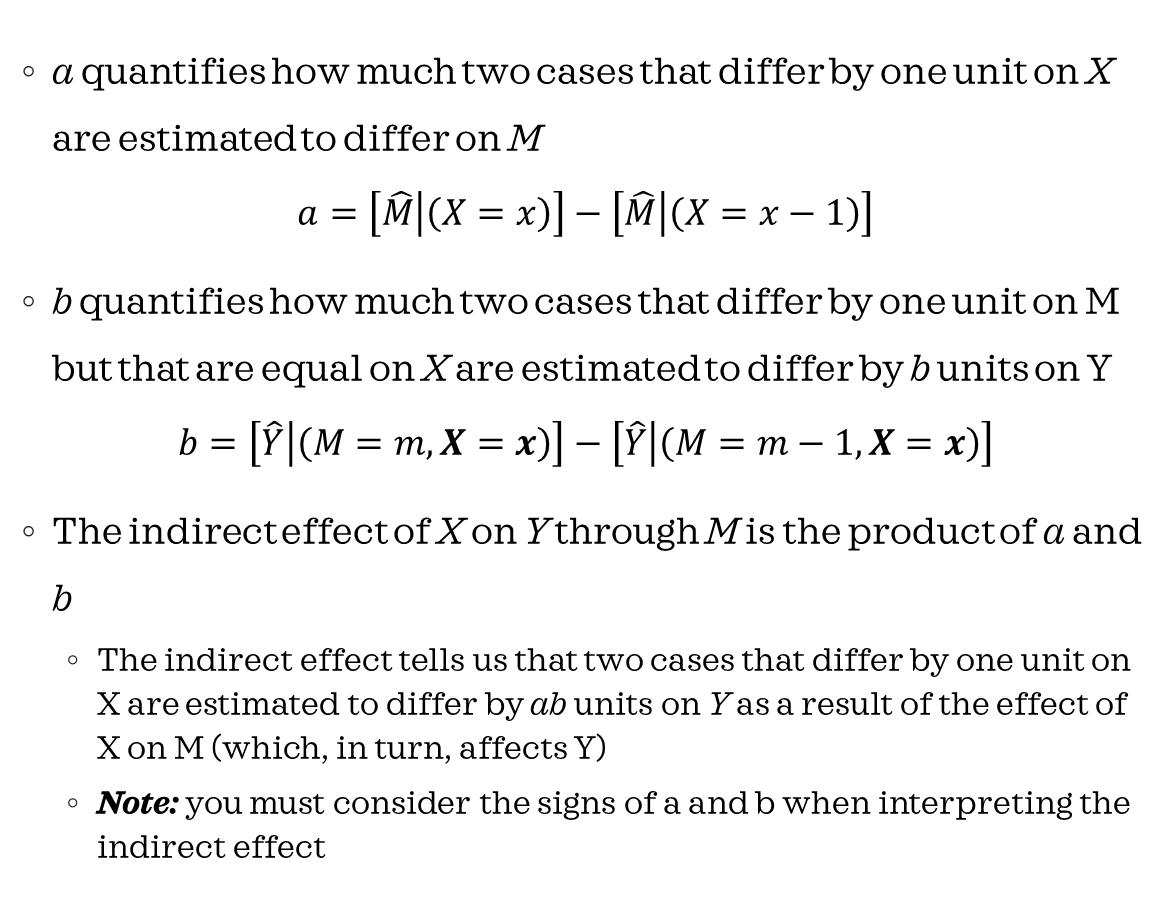 ◦ a quantifies how much two cases that differ by one unit on X
are estimated to differ on M
a = [M̂|(X = x)] − [M̂|(X = x − 1)]
◦ b quantifies how much two cases that differ by one unit on M
but that are equal on X are estimated to differ by b units on Y
b = [Ŷ|(M = m, X = x)] − [Ŷ|(M = m − 1, X = x)]
◦ The indirect effect of X on Y through M is the product of a and
b
◦ The indirect effect tells us that two cases that differ by one unit on
X are estimated to differ by ab units on Y as a result of the effect of
X on M (which, in turn, affects Y)
◦ Note: you must consider the signs of a and b when interpreting the
indirect effect